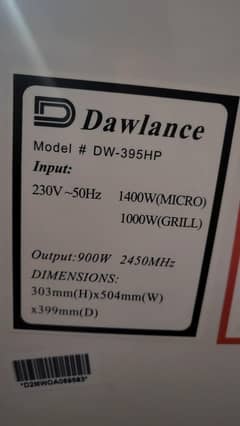 Dawlance
Model # DW-395HP
Input:
230V~50Hz 1400W(MICRO)
1000W(GRILL)
Output:900W 2450MHz
DIMENSIONS:
303mm(H)x504mm(W)
x399mm(D)